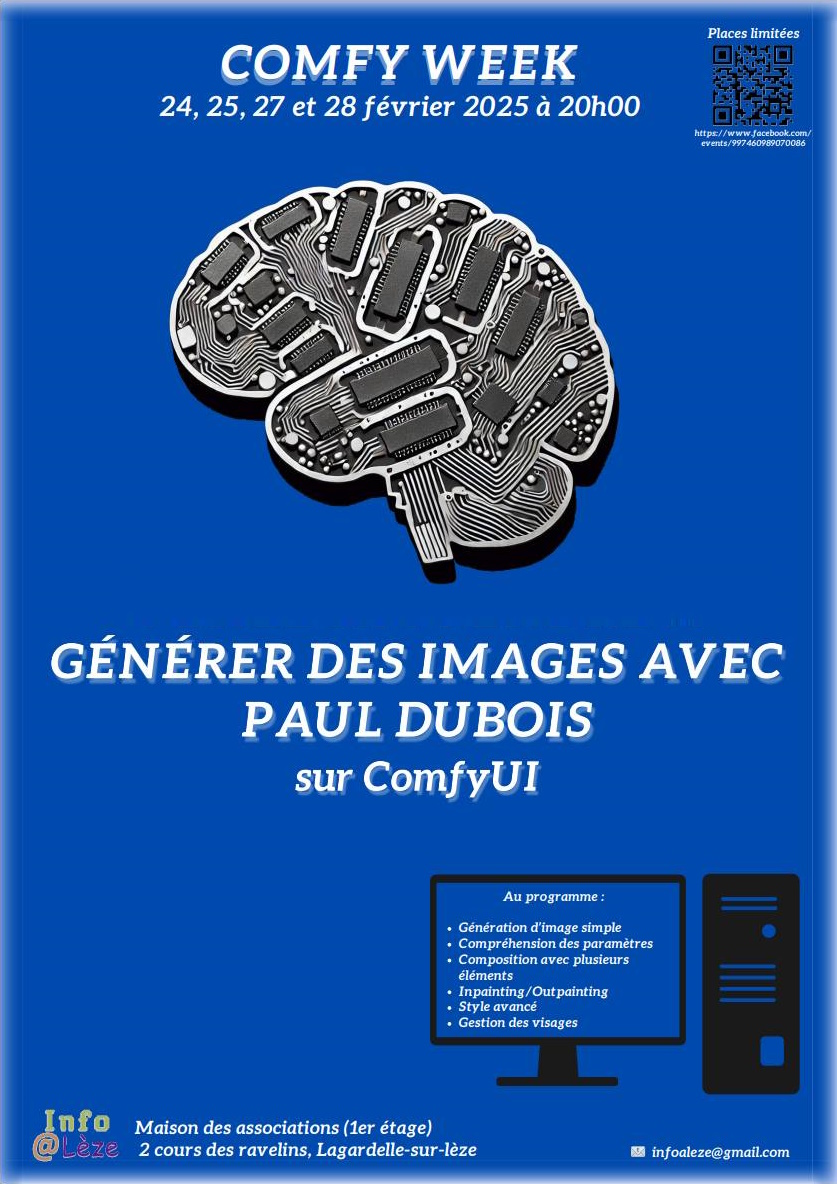 COMFY WEEK
24, 25, 27 et 28 février 2025 à 20h00
Places limitées
https://www.facebook.com/
events/997460989070086
GÉNÉRER DES IMAGES AVEC
PAUL DUBOIS
sur ComfyUI
Au programme :
• Génération d'image simple
• Compréhension des paramètres
• Composition avec plusieurs
éléments
• Inpainting/Outpainting
• Style avancé
• Gestion des visages
Info
@Lèze
Maison des associations (1er étage)
2 cours des ravelins, Lagardelle-sur-lèze
infoaleze@gmail.com